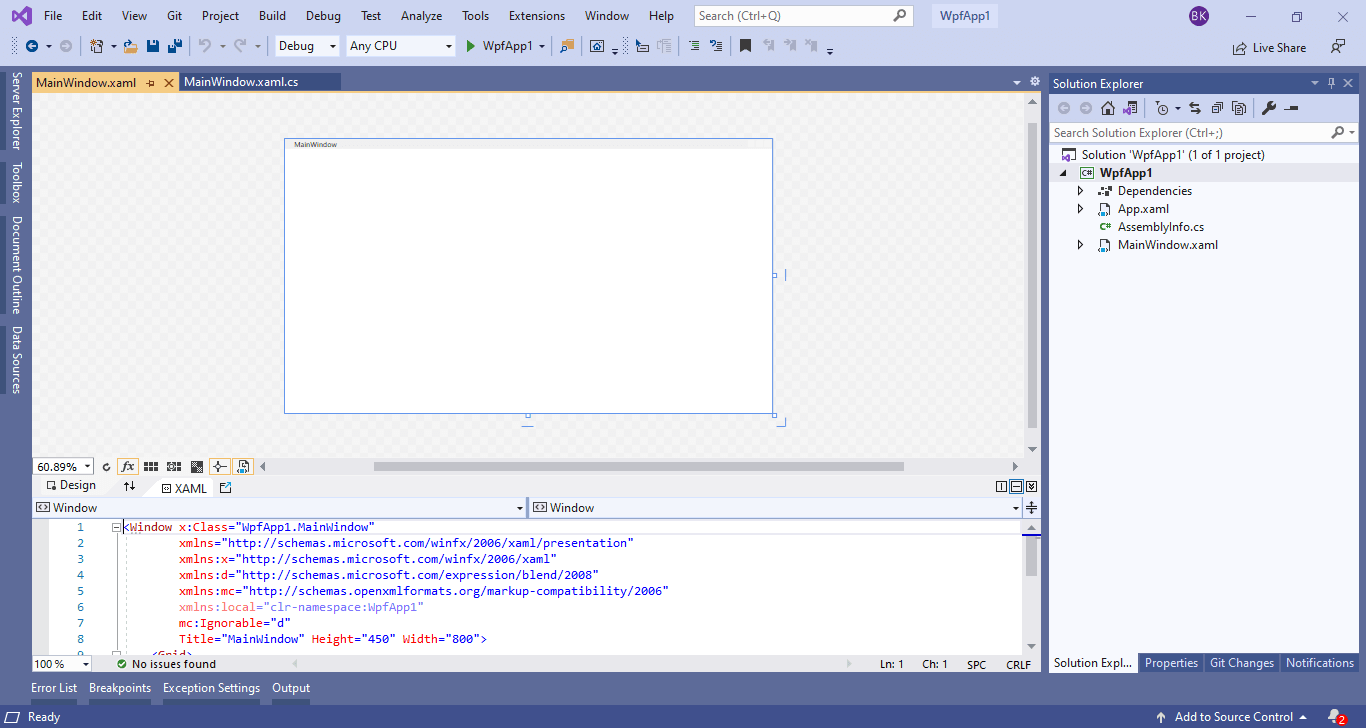 File Edit View Git Project Build Debug Test Analyze Tools Extensions Window Help Search (Ctrl+Q) WpfApp1 BK
Debug Any CPU WpfApp1 Live Share
Server Explorer
Toolbox
Document Outline
Data Sources
MainWindow.xaml MainWindow.xaml.cs
MainWindow
60.89% fx
Design XAML
Window Window
1 <Window x:Class="WpfApp1.MainWindow"
2 xmlns="http://schemas.microsoft.com/winfx/2006/xaml/presentation"
3 xmlns:x="http://schemas.microsoft.com/winfx/2006/xaml"
4 xmlns:d="http://schemas.microsoft.com/expression/blend/2008"
5 xmlns:mc="http://schemas.openxmlformats.org/markup-compatibility/2006"
6 xmlns:local="clr-namespace:WpfApp1"
7 mc:Ignorable="d"
8 Title="MainWindow" Height="450" Width="800">
9 <Grid>
100 % No issues found Ln: 1 Ch: 1 SPC CRLF
Solution Explorer
Search Solution Explorer (Ctrl+;)
Solution 'WpfApp1' (1 of 1 project)
C# WpfApp1
Dependencies
App.xaml
C# AssemblyInfo.cs
MainWindow.xaml
Solution Expl... Properties Git Changes Notifications
Error List Breakpoints Exception Settings Output
Ready Add to Source Control 2